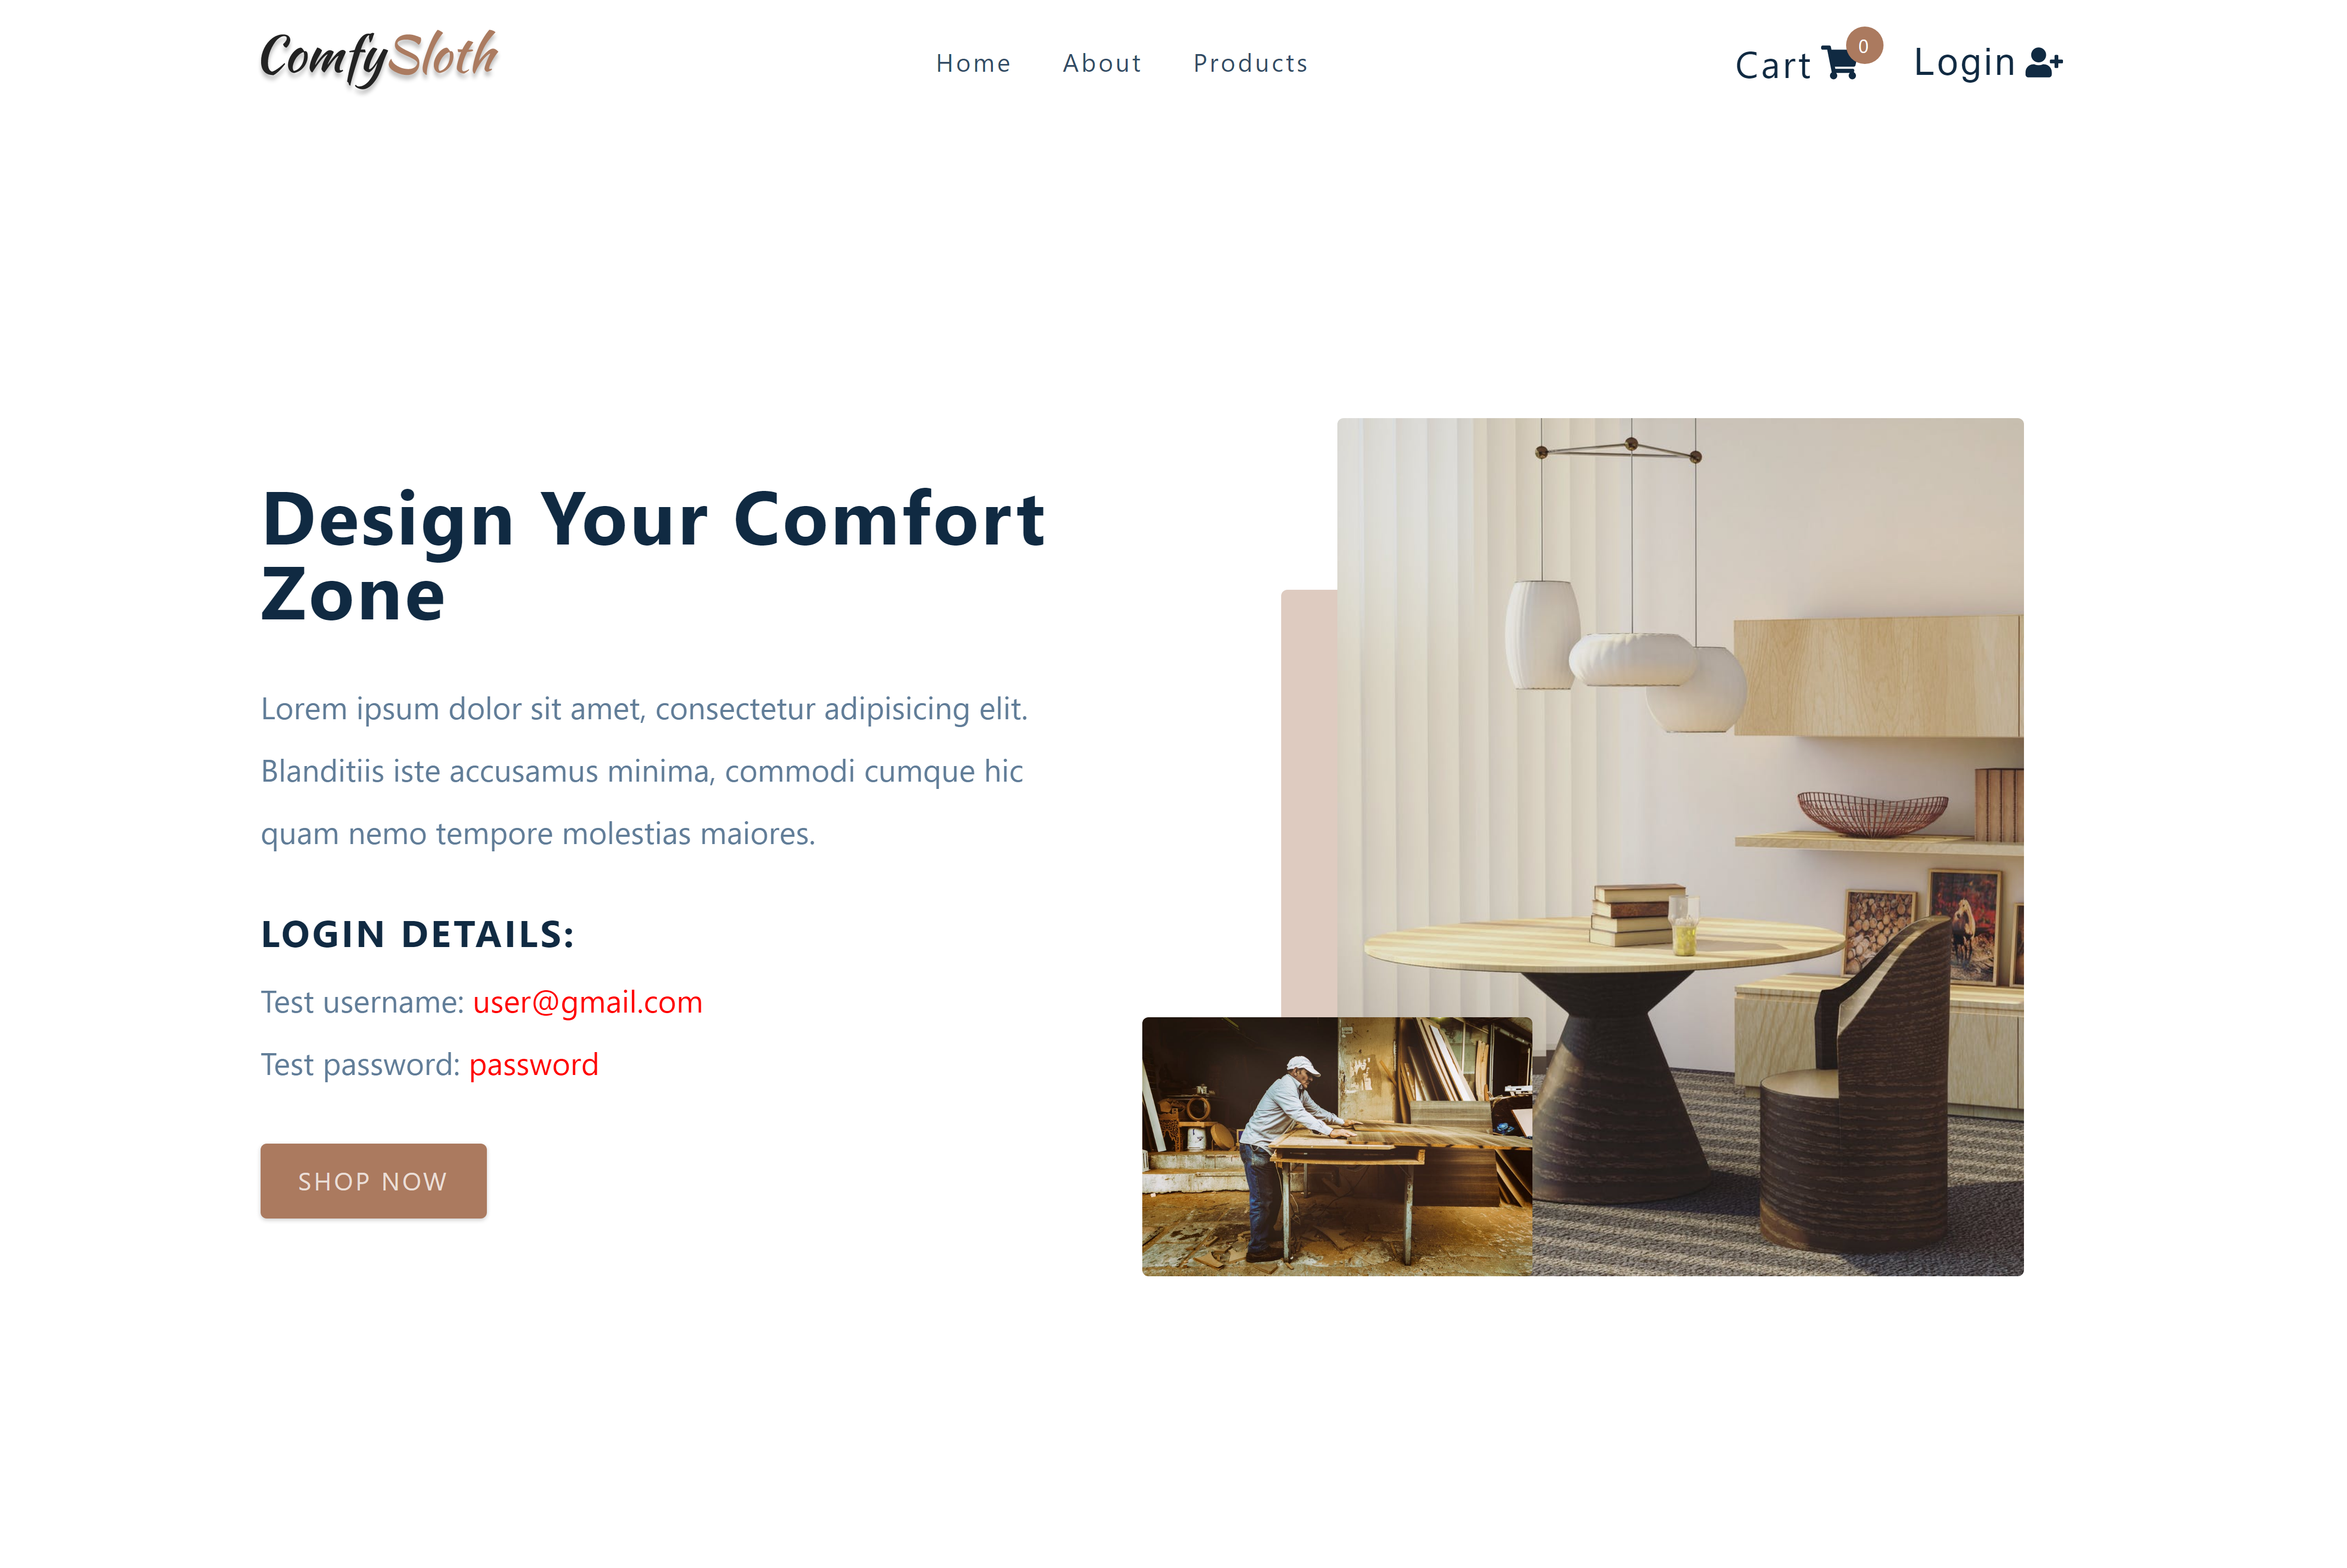 ComfySloth
Home About Products
Cart 0 Login
Design Your Comfort
Zone
Lorem ipsum dolor sit amet, consectetur adipisicing elit.
Blanditiis iste accusamus minima, commodi cumque hic
quam nemo tempore molestias maiores.
LOGIN DETAILS:
Test username: user@gmail.com
Test password: password
SHOP NOW